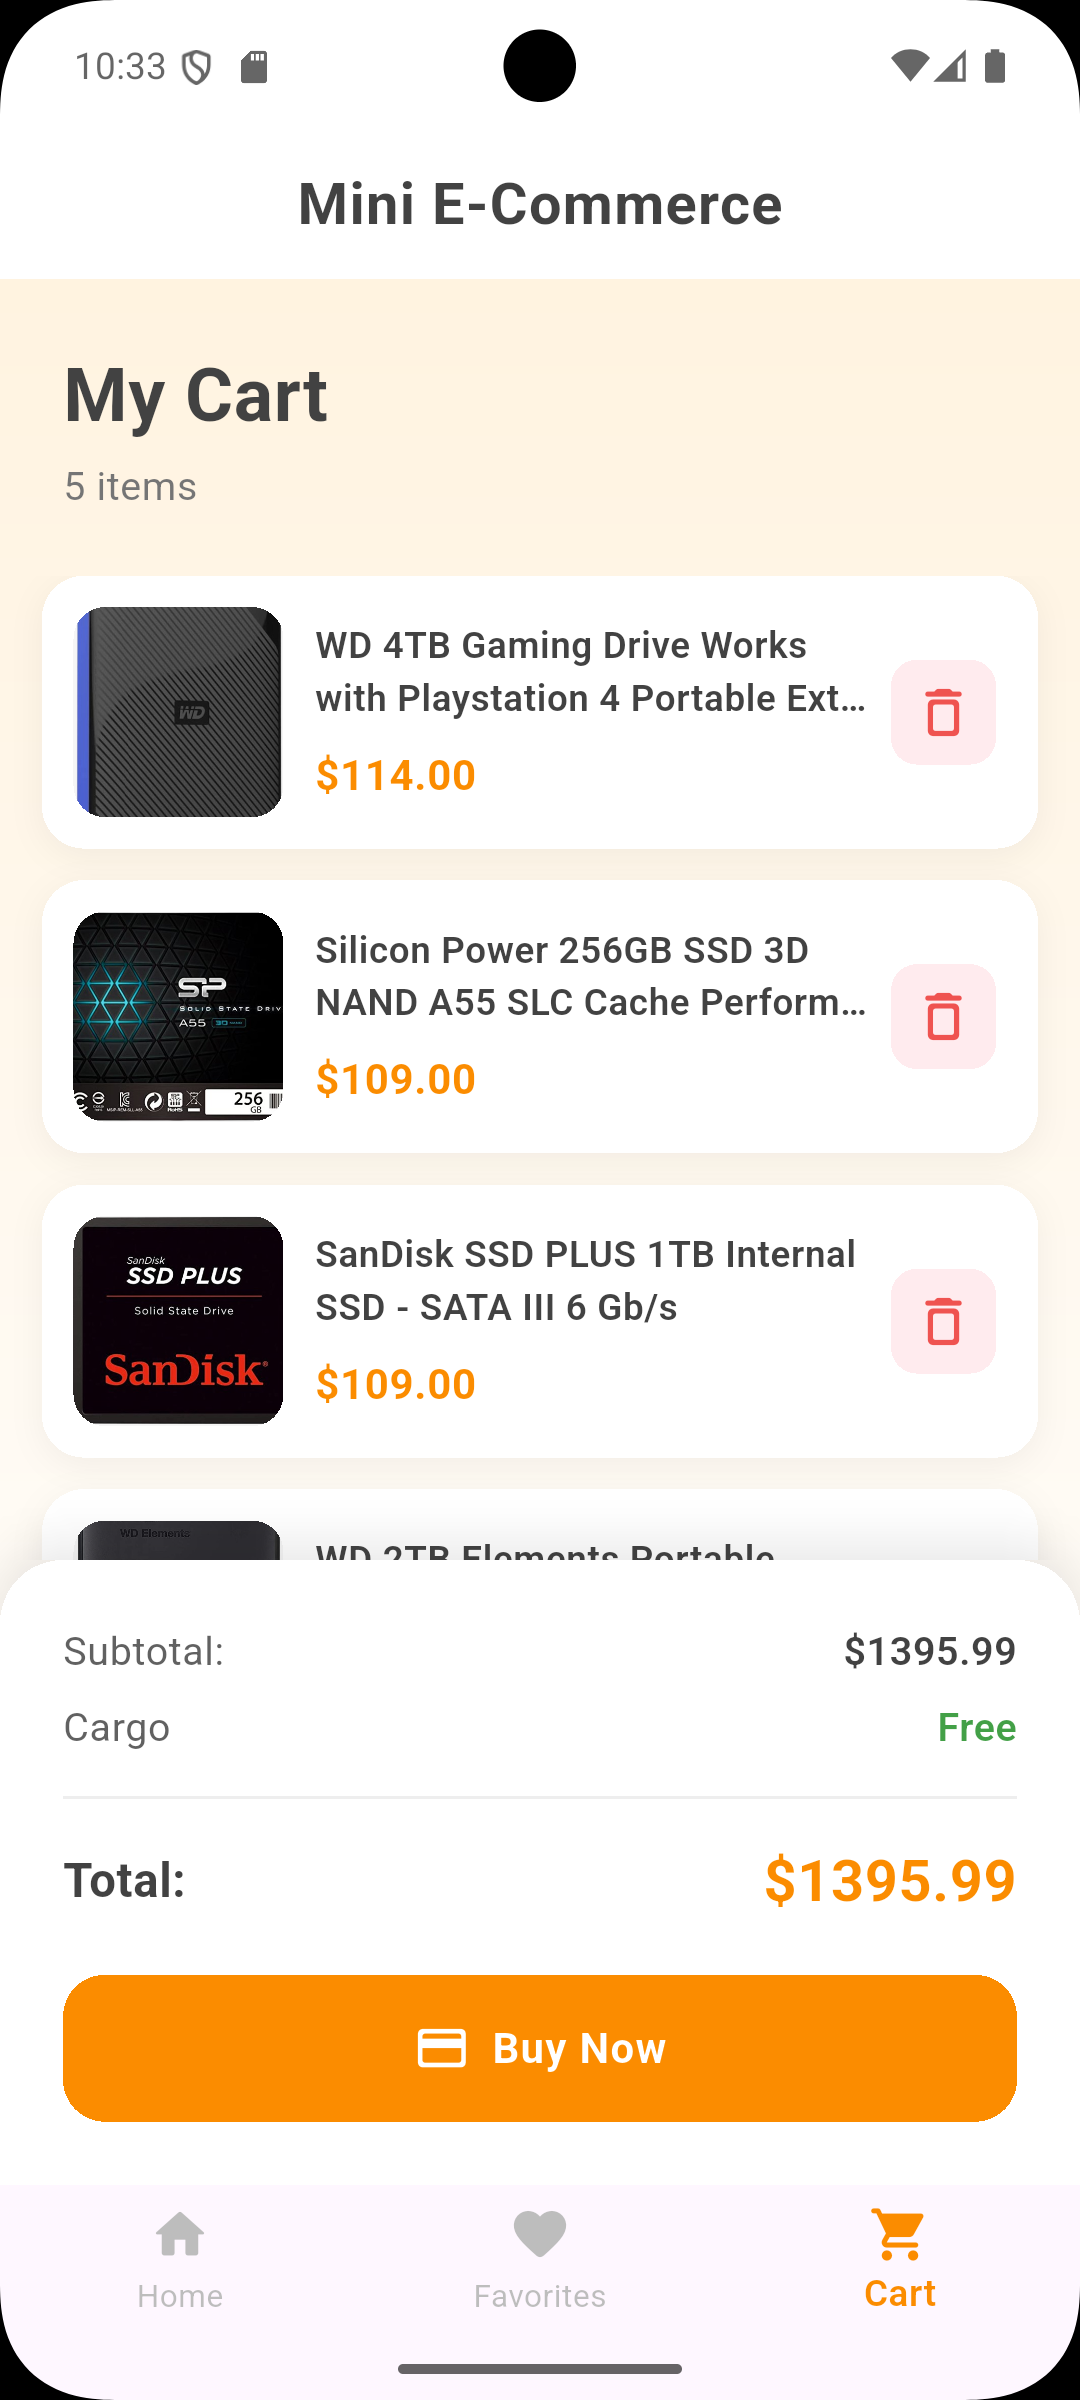 10:33
Mini E-Commerce
My Cart
5 items
WD
WD 4TB Gaming Drive Works
with Playstation 4 Portable Ext...
$114.00
SP
SOLID STATE DRIV
A55 3D NAND
256
GB
Silicon Power 256GB SSD 3D
NAND A55 SLC Cache Perform...
$109.00
SanDisk
SSD PLUS
Solid State Drive
SanDisk®
SanDisk SSD PLUS 1TB Internal
SSD - SATA III 6 Gb/s
$109.00
WD Elements
WD 2TB Elements Portable
Subtotal:
$1395.99
Cargo
Free
Total:
$1395.99
Buy Now
Home
Favorites
Cart